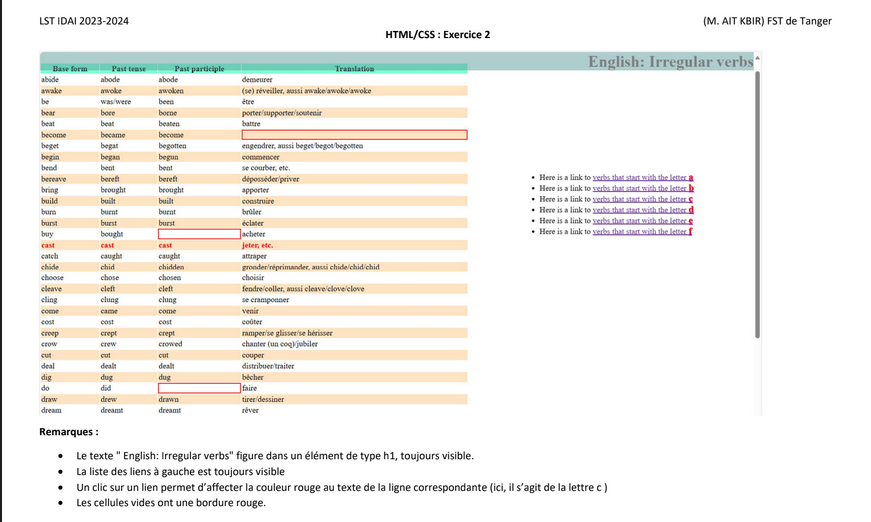 LST IDAI 2023-2024 (M. AIT KBIR) FST de Tanger
HTML/CSS : Exercice 2
English: Irregular verbs
Base form Past tense Past participle Translation
abide abode abode demeurer
awake awoke awoken (se) réveiller, aussi awake/awoke/awoke
be was/were been être
bear bore borne porter/supporter/soutenir
beat beat beaten battre
become became become
beget begat begotten engendrer, aussi beget/begot/begotten
begin began begun commencer
bend bent bent se courber, etc.
bereave bereft bereft déposséder/priver
bring brought brought apporter
build built built construire
burn burnt burnt brûler
burst burst burst éclater
buy bought acheter
cast cast cast jeter, etc.
catch caught caught attraper
chide chid chidden gronder/réprimander, aussi chide/chid/chid
choose chose chosen choisir
cleave cleft cleft fendre/coller, aussi cleave/clove/clove
cling clung clung se cramponner
come came come venir
cost cost cost coûter
creep crept crept ramper/se glisser/se hérisser
crow crew crowed chanter (un coq)/jubiler
cut cut cut couper
deal dealt dealt distribuer/traiter
dig dug dug bêcher
do did faire
draw drew drawn tirer/dessiner
dream dreamt dreamt rêver
• Here is a link to verbs that start with the letter a
• Here is a link to verbs that start with the letter b
• Here is a link to verbs that start with the letter c
• Here is a link to verbs that start with the letter d
• Here is a link to verbs that start with the letter e
• Here is a link to verbs that start with the letter f
Remarques :
• Le texte " English: Irregular verbs" figure dans un élément de type h1, toujours visible.
• La liste des liens à gauche est toujours visible
• Un clic sur un lien permet d'affecter la couleur rouge au texte de la ligne correspondante (ici, il s'agit de la lettre c )
• Les cellules vides ont une bordure rouge.